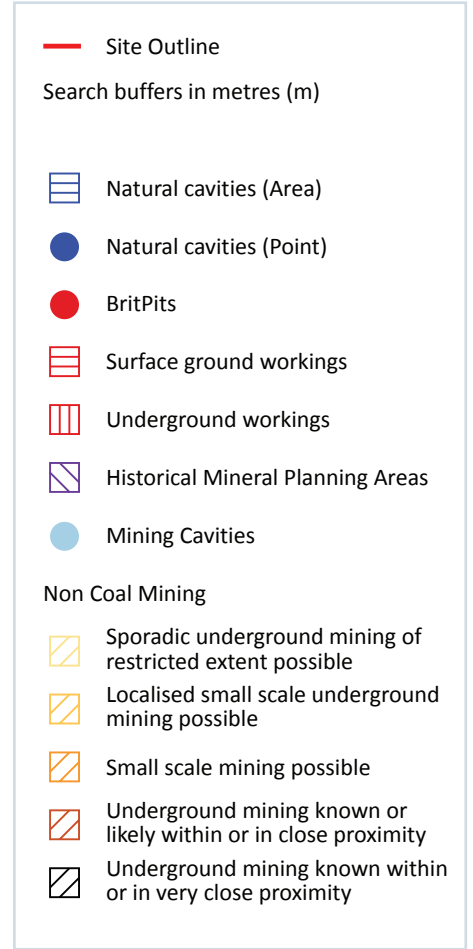 Site Outline
Search buffers in metres (m)
Natural cavities (Area)
Natural cavities (Point)
BritPits
Surface ground workings
Underground workings
Historical Mineral Planning Areas
Mining Cavities
Non Coal Mining
Sporadic underground mining of
restricted extent possible
Localised small scale underground
mining possible
Small scale mining possible
Underground mining known or
likely within or in close proximity
Underground mining known within
or in very close proximity